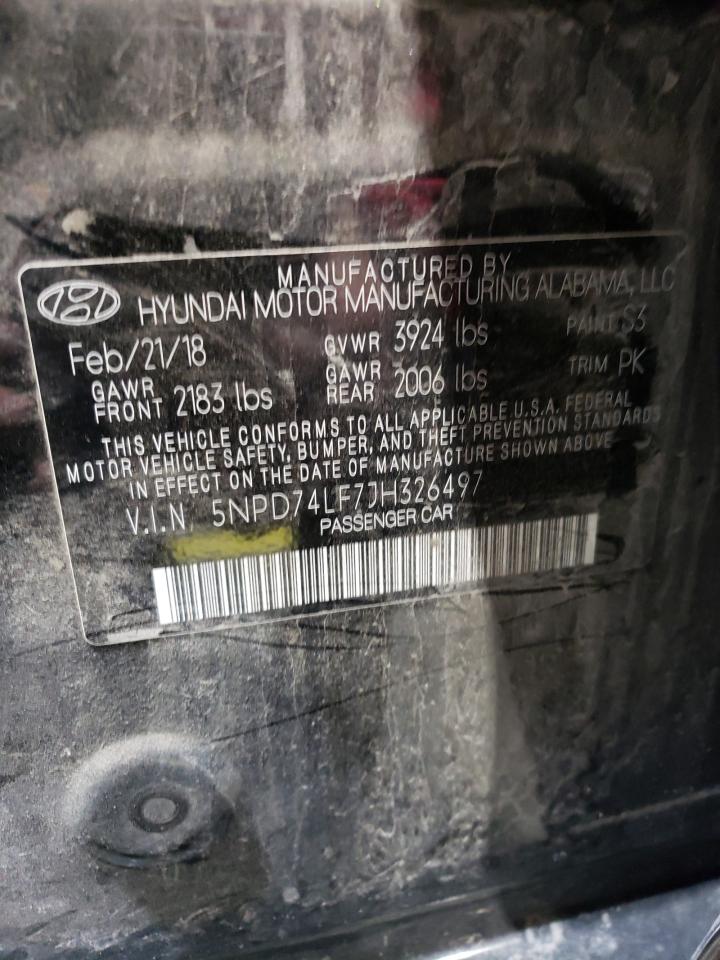 MANUFACTURED BY
HYUNDAI MOTOR MANUFACTURING ALABAMA, LLC
Feb/21/18 GVWR 3924 lbs PAINT S3
GAWR FRONT 2183 lbs GAWR REAR 2006 lbs TRIM PK
THIS VEHICLE CONFORMS TO ALL APPLICABLE U.S.A. FEDERAL
MOTOR VEHICLE SAFETY, BUMPER, AND THEFT PREVENTION STANDARDS
IN EFFECT ON THE DATE OF MANUFACTURE SHOWN ABOVE
V.I.N. 5NPD74LF7JH326497
PASSENGER CAR